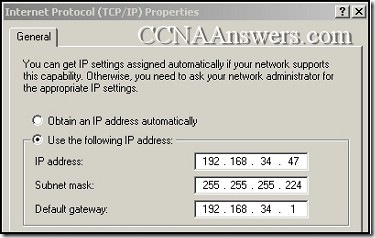 Internet Protocol (TCP/IP) Properties
General
CCNAAnswers.com
You can get IP settings assigned automatically if your network supports
this capability. Otherwise, you need to ask your network administrator for
the appropriate IP settings.
Obtain an IP address automatically
Use the following IP address:
IP address: 192 . 168 . 34 . 47
Subnet mask: 255 . 255 . 255 . 224
Default gateway: 192 . 168 . 34 . 1